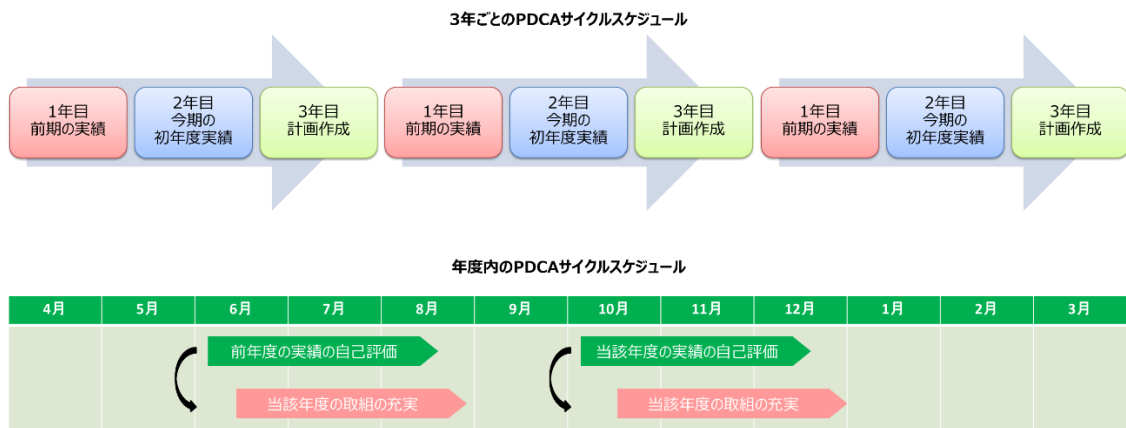 3年ごとのPDCAサイクルスケジュール
1年目
前期の実績
2年目
今期の
初年度実績
3年目
計画作成
1年目
前期の実績
2年目
今期の
初年度実績
3年目
計画作成
1年目
前期の実績
2年目
今期の
初年度実績
3年目
計画作成
年度内のPDCAサイクルスケジュール
4月 5月 6月 7月 8月 9月 10月 11月 12月 1月 2月 3月
前年度の実績の自己評価 当該年度の実績の自己評価
当該年度の取組の充実 当該年度の取組の充実